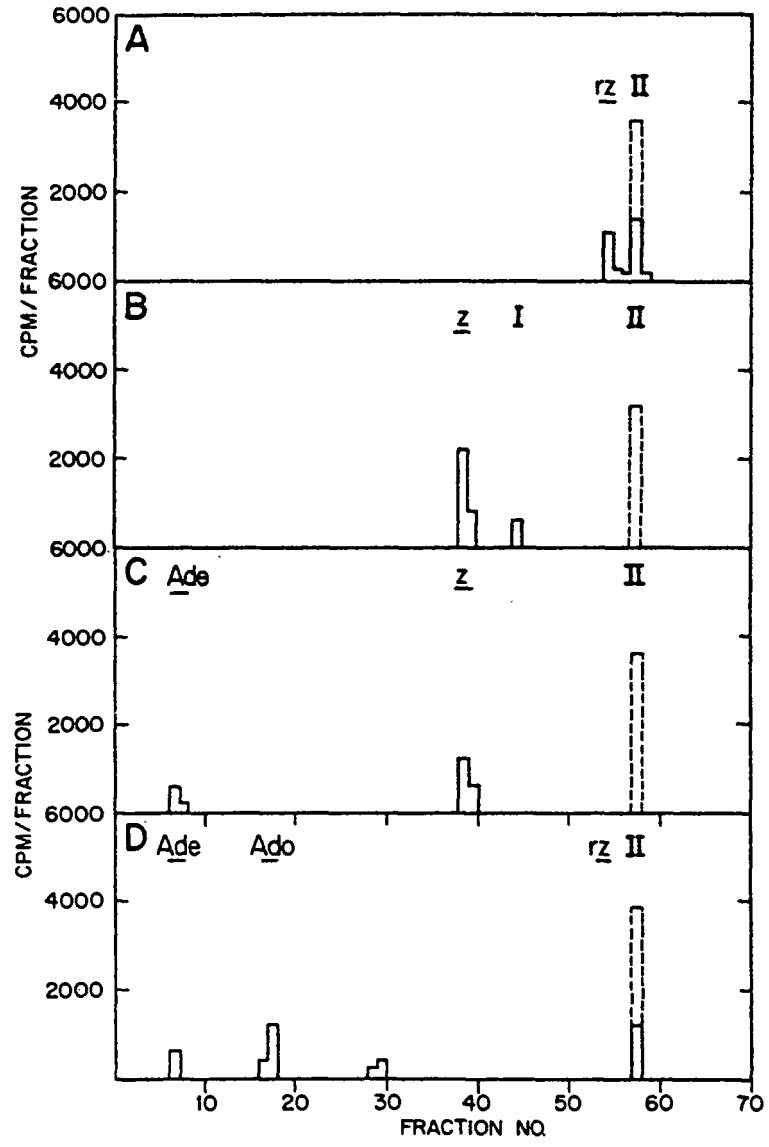 6000
A
rz II
4000
2000
CPM/FRACTION
6000
B
z I II
4000
2000
6000
C
Ade z II
4000
2000
CPM/FRACTION
6000
D
Ade Ado rz II
4000
2000
10 20 30 40 50 60 70
FRACTION NO.